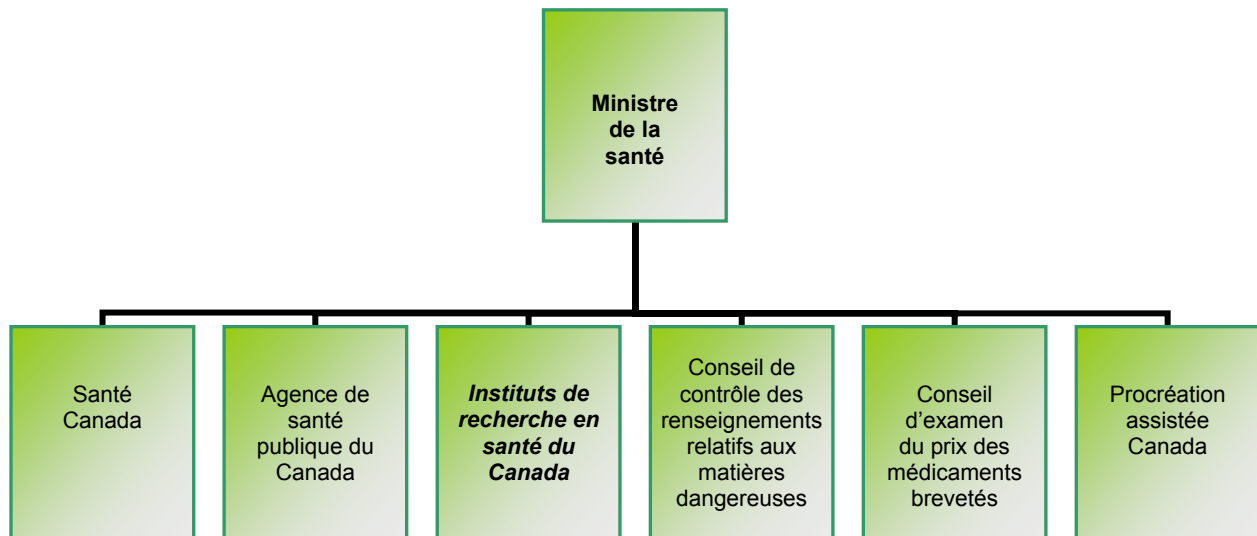 Ministre
de la
santé
Santé
Canada
Agence de
santé
publique du
Canada
Instituts de
recherche en
santé du
Canada
Conseil de
contrôle des
renseignements
relatifs aux
matières
dangereuses
Conseil
d'examen
du prix des
médicaments
brevetés
Procréation
assistée
Canada